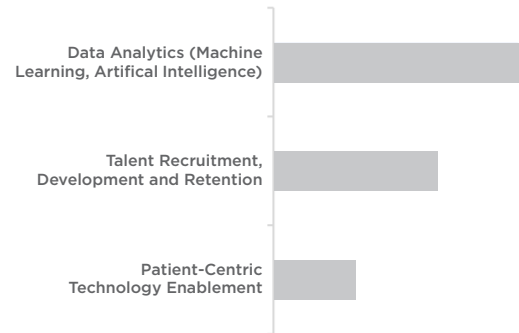 Data Analytics (Machine
Learning, Artifical Intelligence)
Talent Recruitment,
Development and Retention
Patient-Centric
Technology Enablement